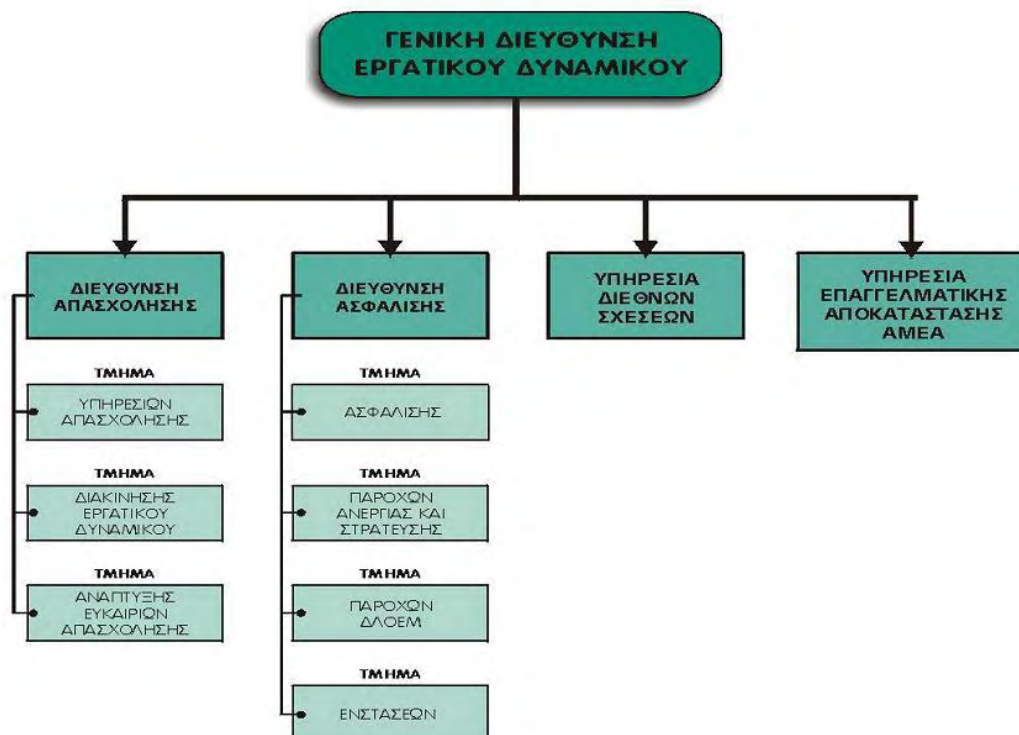 ΓΕΝΙΚΗ ΔΙΕΥΘΥΝΣΗ
ΕΡΓΑΤΙΚΟΥ ΔΥΝΑΜΙΚΟΥ
ΔΙΕΥΘΥΝΣΗ
ΑΠΑΣΧΟΛΗΣΗΣ
ΤΜΗΜΑ
ΥΠΗΡΕΣΙΩΝ
ΑΠΑΣΧΟΛΗΣΗΣ
ΤΜΗΜΑ
ΔΙΑΚΙΝΗΣΗΣ
ΕΡΓΑΤΙΚΟΥ
ΔΥΝΑΜΙΚΟΥ
ΤΜΗΜΑ
ΑΝΑΠΤΥΞΗΣ
ΕΥΚΑΙΡΙΩΝ
ΑΠΑΣΧΟΛΗΣΗΣ
ΔΙΕΥΘΥΝΣΗ
ΑΣΦΑΛΙΣΗΣ
ΤΜΗΜΑ
ΑΣΦΑΛΙΣΗΣ
ΤΜΗΜΑ
ΠΑΡΟΧΩΝ
ΑΝΕΡΓΙΑΣ ΚΑΙ
ΣΤΡΑΤΕΥΣΗΣ
ΤΜΗΜΑ
ΠΑΡΟΧΩΝ
ΔΛΟΕΜ
ΤΜΗΜΑ
ΕΝΣΤΑΣΕΩΝ
ΥΠΗΡΕΣΙΑ
ΔΙΕΘΝΩΝ
ΣΧΕΣΕΩΝ
ΥΠΗΡΕΣΙΑ
ΕΠΑΓΓΕΛΜΑΤΙΚΗΣ
ΑΠΟΚΑΤΑΣΤΑΣΗΣ
ΑΜΕΑ